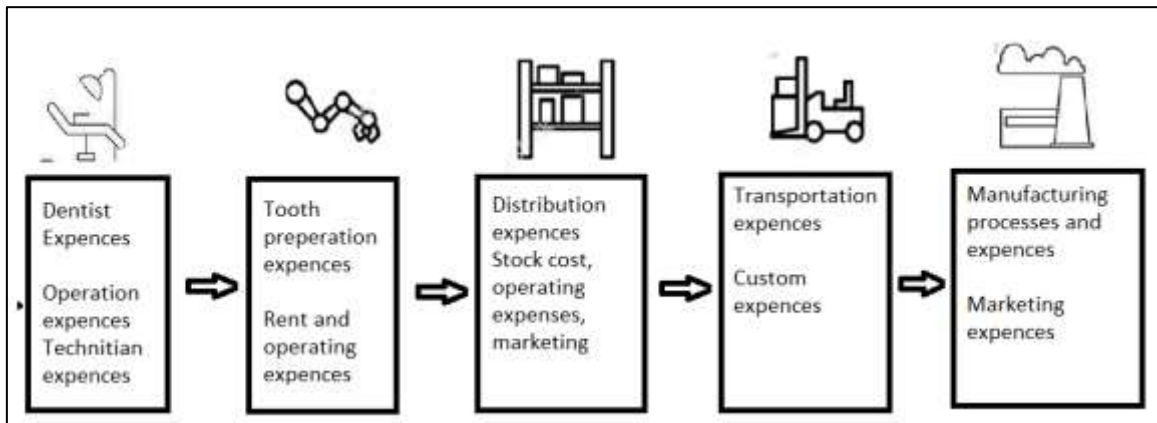 Dentist
Expences
Operation
expences
Technitian
expences
Tooth
preperation
expences
Rent and
operating
expences
Distribution
expences
Stock cost,
operating
expenses,
marketing
Transportation
expences
Custom
expences
Manufacturing
processes and
expences
Marketing
expences